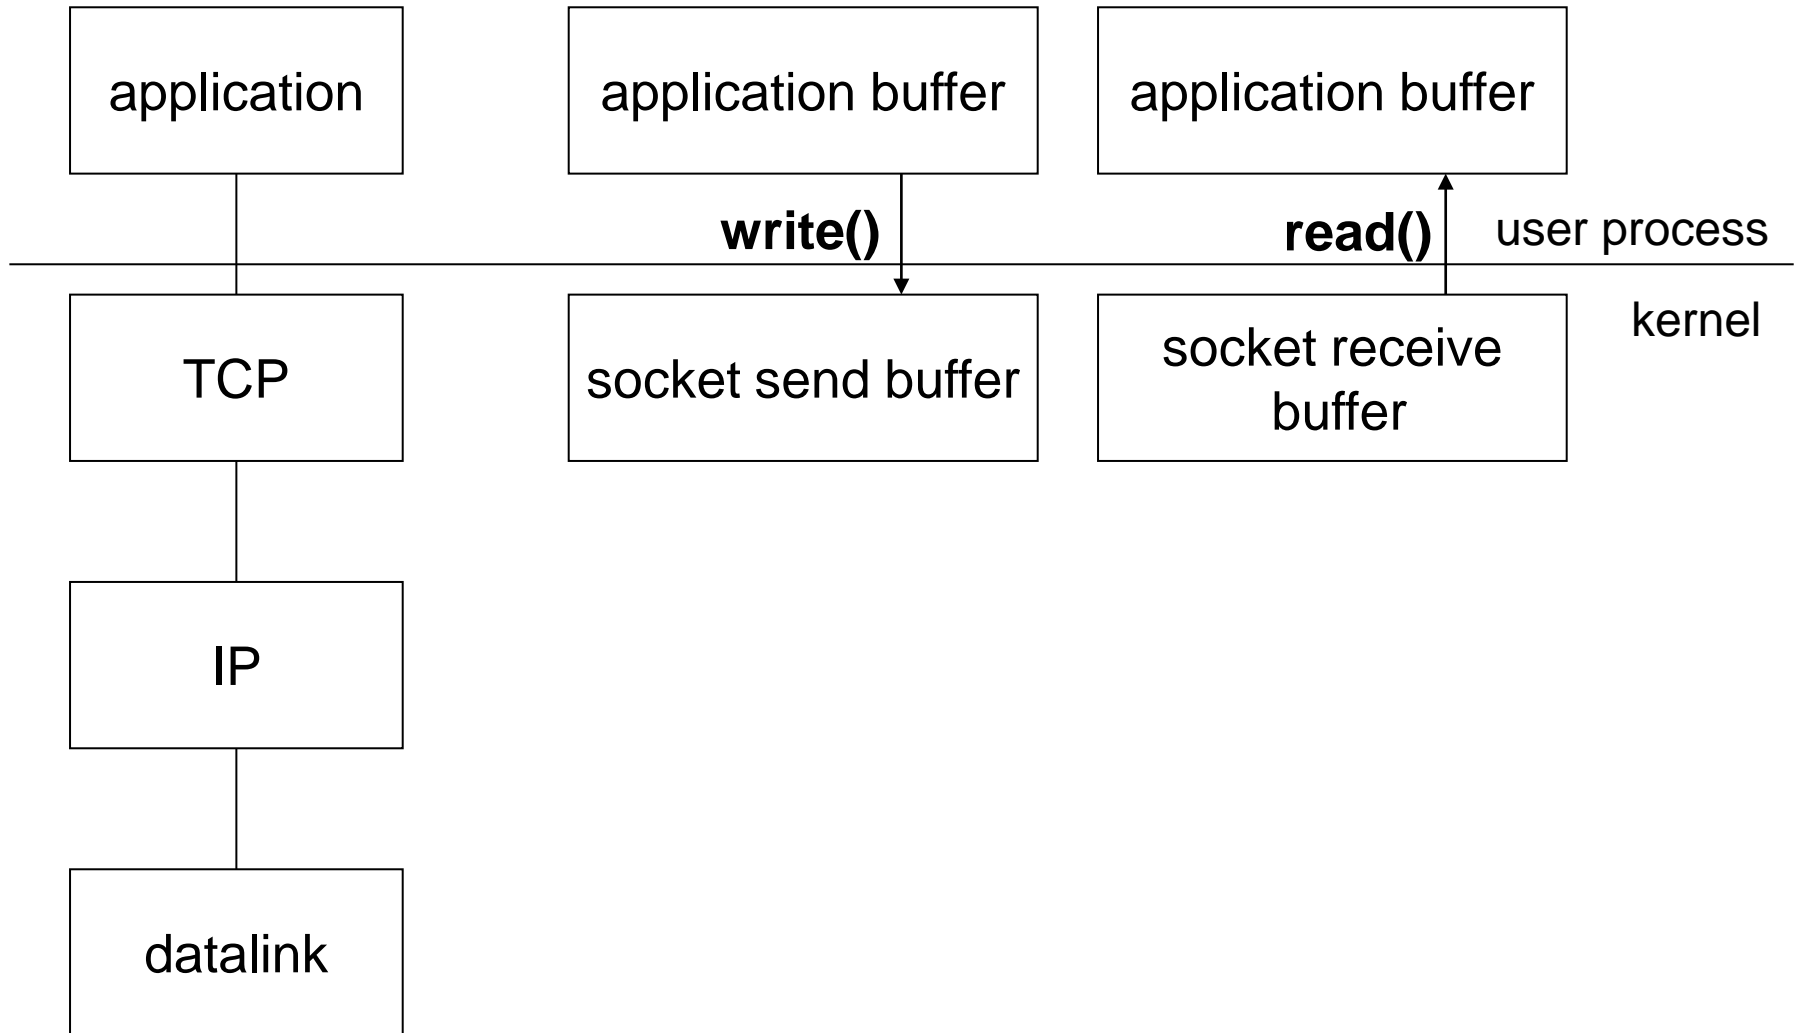 application
application buffer
application buffer
write()
read()
user process
kernel
TCP
socket send buffer
socket receive
buffer
IP
datalink